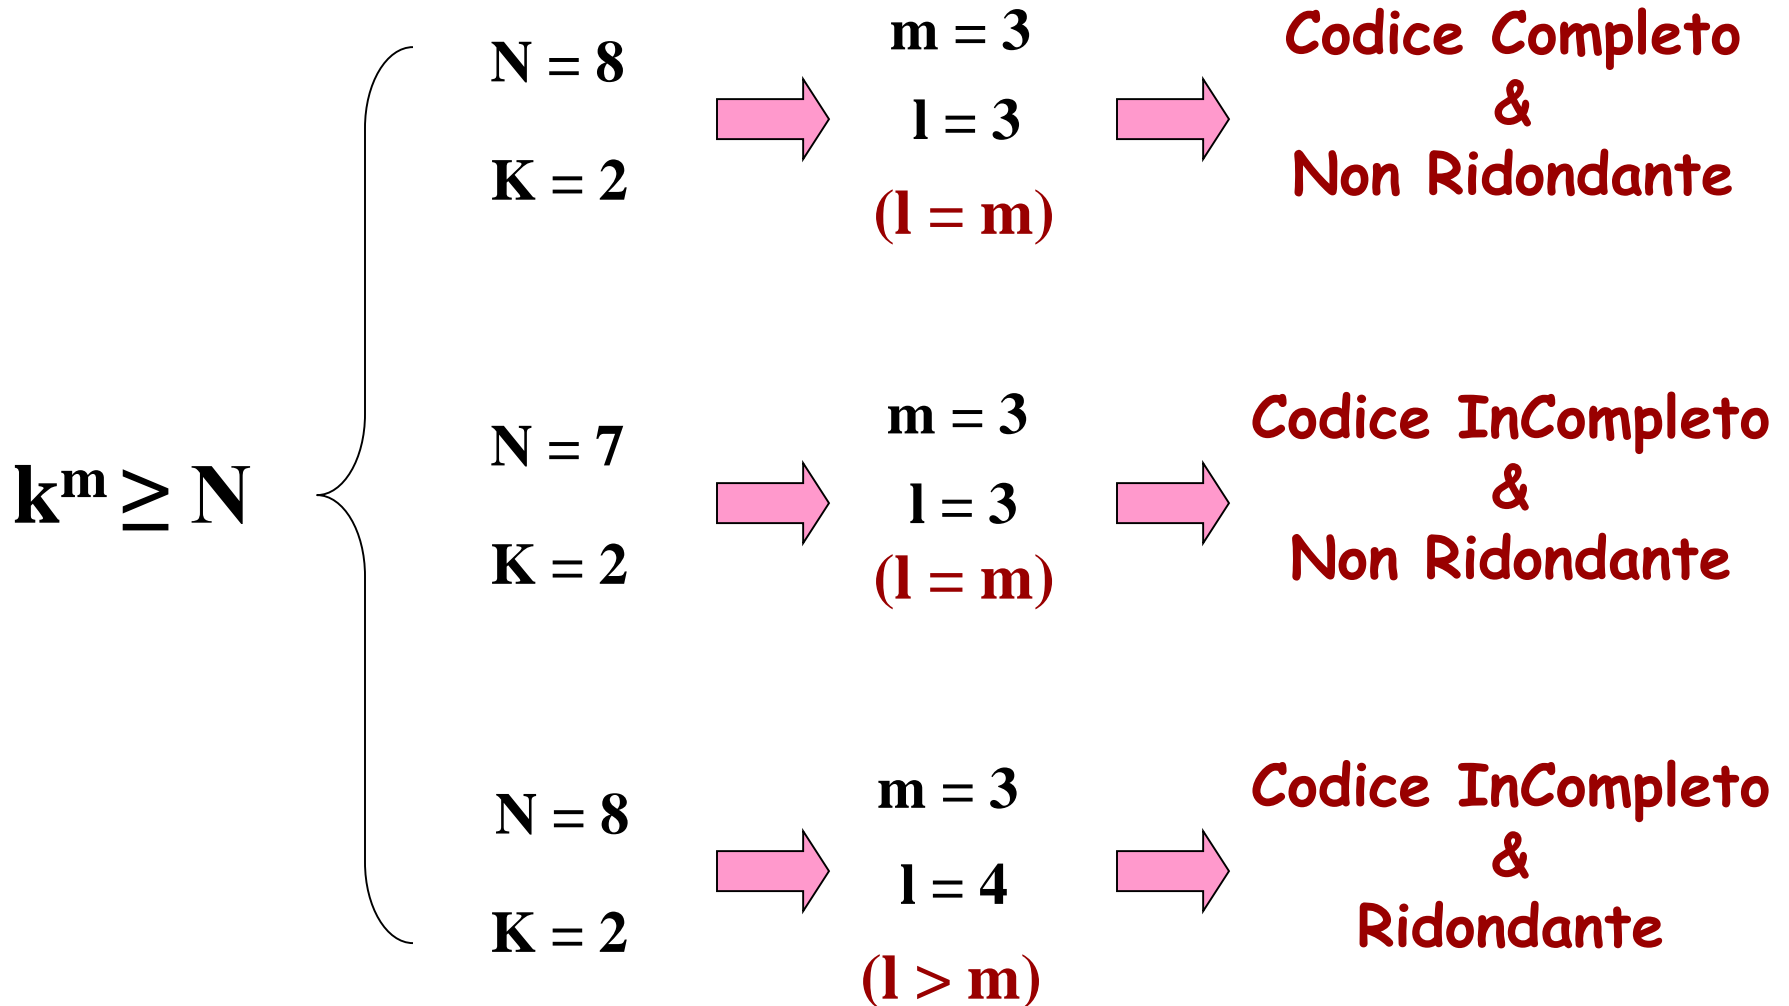 kᵐ ≥ N
N = 8
K = 2
m = 3
l = 3
(l = m)
Codice Completo
&
Non Ridondante
N = 7
K = 2
m = 3
l = 3
(l = m)
Codice InCompleto
&
Non Ridondante
N = 8
K = 2
m = 3
l = 4
(l > m)
Codice InCompleto
&
Ridondante